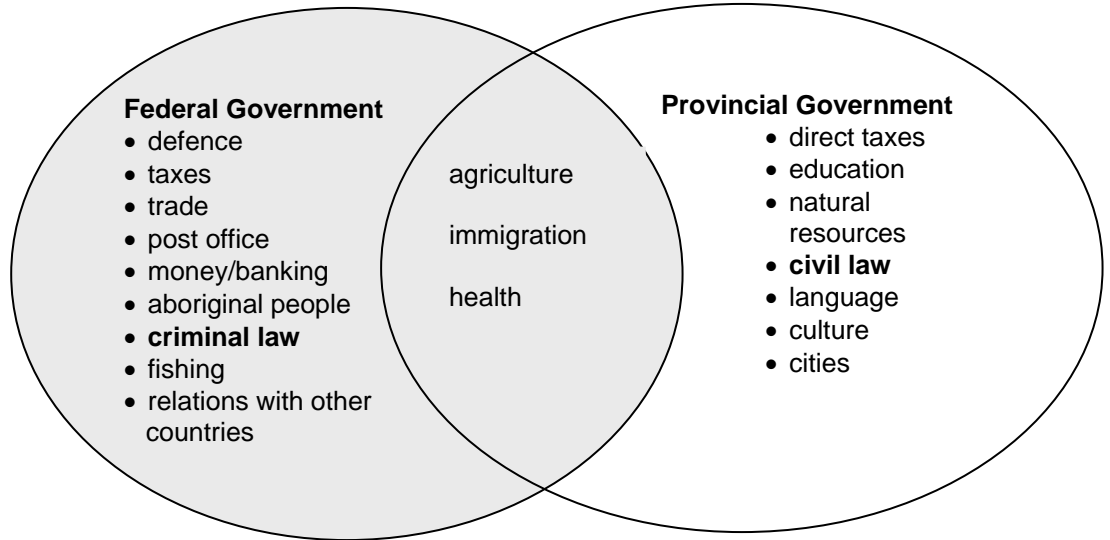 Federal Government
• defence
• taxes
• trade
• post office
• money/banking
• aboriginal people
• criminal law
• fishing
• relations with other
countries
agriculture
immigration
health
Provincial Government
• direct taxes
• education
• natural
resources
• civil law
• language
• culture
• cities